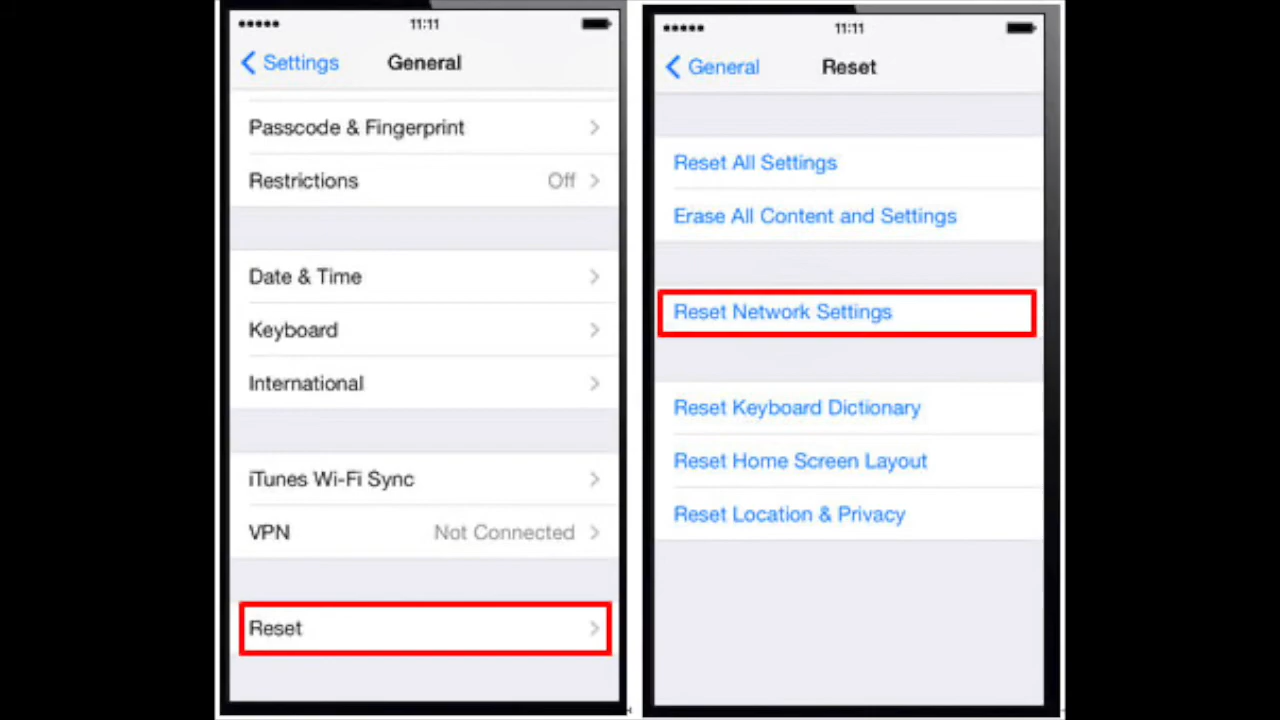 11:11
Settings
General
Passcode & Fingerprint
Restrictions Off
Date & Time
Keyboard
International
iTunes Wi-Fi Sync
VPN Not Connected
Reset
11:11
General
Reset
Reset All Settings
Erase All Content and Settings
Reset Network Settings
Reset Keyboard Dictionary
Reset Home Screen Layout
Reset Location & Privacy